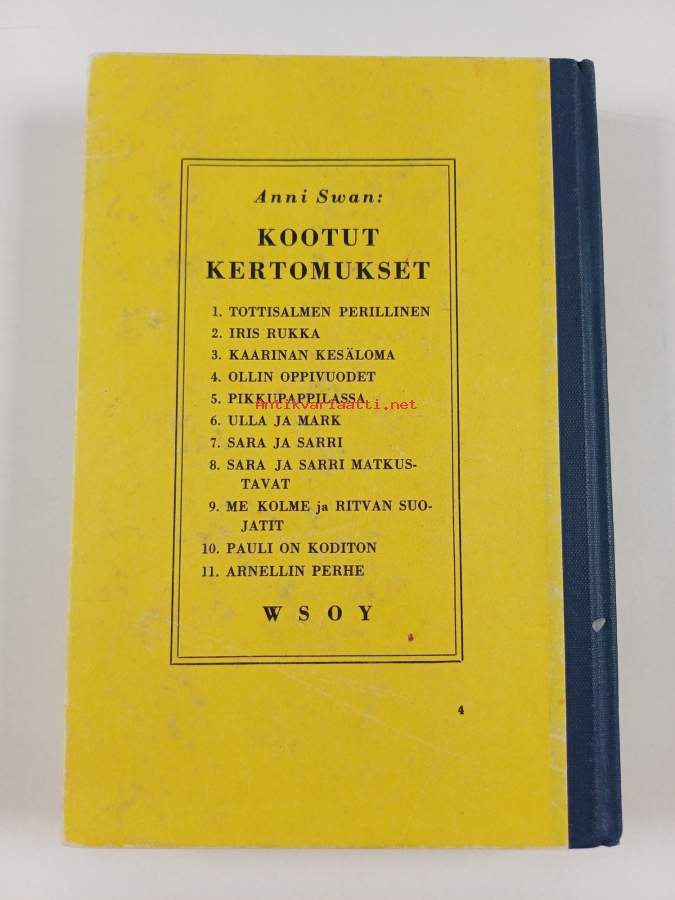 Anni Swan:
KOOTUT
KERTOMUKSET
1. TOTTISALMEN PERILLINEN
2. IRIS RUKKA
3. KAARINAN KESÄLOMA
4. OLLIN OPPIVUODET
5. PIKKUPAPPILASSA
Antikvariaatti.net
6. ULLA JA MARK
7. SARA JA SARRI
8. SARA JA SARRI MATKUS-
TAVAT
9. ME KOLME ja RITVAN SUO-
JATIT
10. PAULI ON KODITON
11. ARNELLIN PERHE
WSOY
4